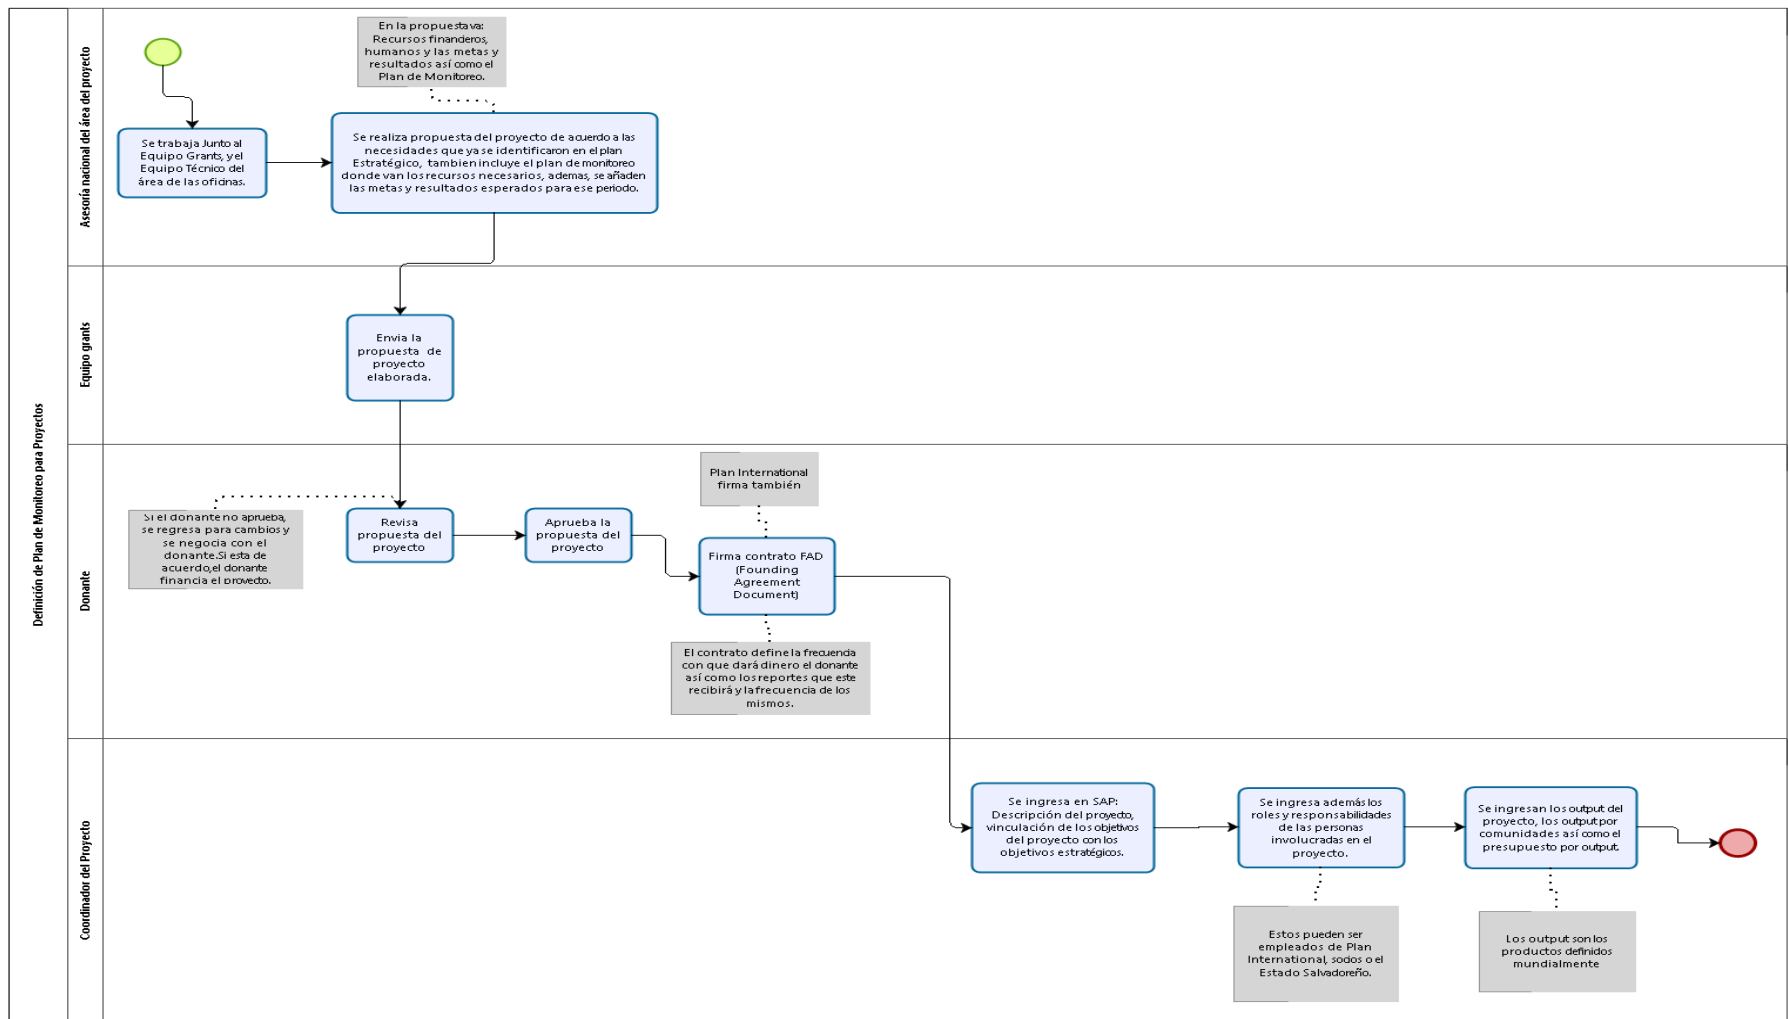 Definición de Plan de Monitoreo para Proyectos
Asesoría nacional del área del proyecto
En la propuesta va:
Recursos financieros,
humanos y las metas y
resultados así como el
Plan de Monitoreo.
Se trabaja Junto al
Equipo Grants, y el
Equipo Técnico del
área de las oficinas.
Se realiza propuesta del proyecto de acuerdo a las
necesidades que ya se identificaron en el plan
Estratégico, tambien incluye el plan de monitoreo
donde van los recursos necesarios, ademas, se añaden
las metas y resultados esperados para ese periodo.
Equipo grants
Envia la
propuesta de
proyecto
elaborada.
Donante
Si el donante no aprueba,
se regresa para cambios y
se negocia con el
donante.Si esta de
acuerdo,el donante
financia el proyecto.
Revisa
propuesta del
proyecto
Aprueba la
propuesta del
proyecto
Plan International
firma también
Firma contrato FAD
(Founding
Agreement
Document)
El contrato define la frecuencia
con que dará dinero el donante
así como los reportes que este
recibirá y la frecuencia de los
mismos.
Coordinador del Proyecto
Se ingresa en SAP:
Descripción del proyecto,
vinculación de los objetivos
del proyecto con los
objetivos estratégicos.
Se ingresa además los
roles y responsabilidades
de las personas
involucradas en el
proyecto.
Se ingresan los output del
proyecto, los output por
comunidades así como el
presupuesto por output.
Estos pueden ser
empleados de Plan
International, socios o el
Estado Salvadoreño.
Los output son los
productos definidos
mundialmente